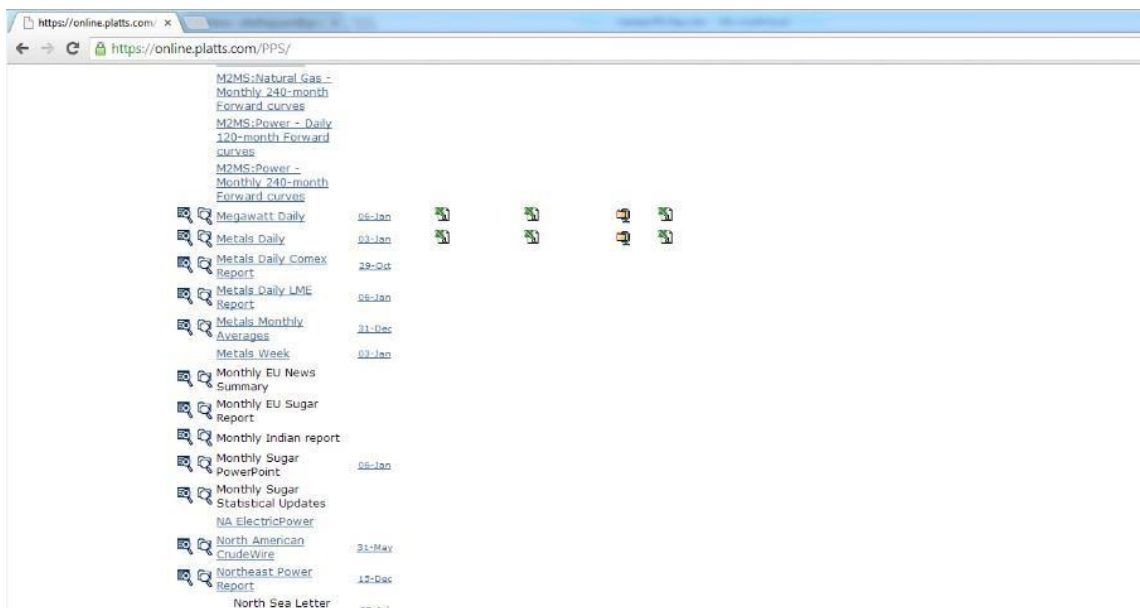 https://online.platts.com/
https://online.platts.com/PPS/
M2MS:Natural Gas -
Monthly 240-month
Forward curves
M2MS:Power - Daily
120-month Forward
curves
M2MS:Power -
Monthly 240-month
Forward curves
Megawatt Daily 06-Jan
Metals Daily 03-Jan
Metals Daily Comex
Report 29-Oct
Metals Daily LME
Report 06-Jan
Metals Monthly
Averages 31-Dec
Metals Week 03-Jan
Monthly EU News
Summary
Monthly EU Sugar
Report
Monthly Indian report
Monthly Sugar
PowerPoint 06-Jan
Monthly Sugar
Statistical Updates
NA ElectricPower
North American
CrudeWire 31-May
Northeast Power
Report 15-Dec
North Sea Letter